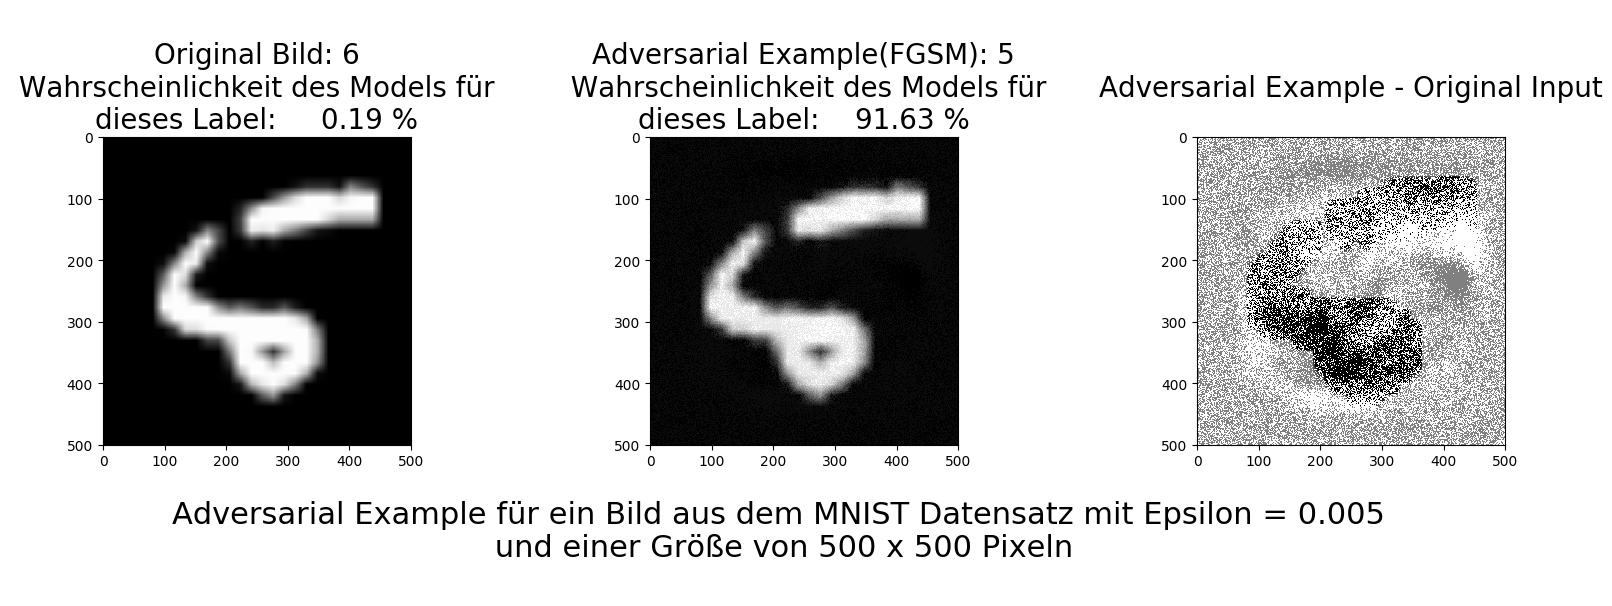 Original Bild: 6
Wahrscheinlichkeit des Models für
dieses Label: 0.19 %
0
100
200
300
400
500
0 100 200 300 400 500
Adversarial Example(FGSM): 5
Wahrscheinlichkeit des Models für
dieses Label: 91.63 %
0
100
200
300
400
500
0 100 200 300 400 500
Adversarial Example - Original Input
0
100
200
300
400
500
0 100 200 300 400 500
Adversarial Example für ein Bild aus dem MNIST Datensatz mit Epsilon = 0.005
und einer Größe von 500 x 500 Pixeln